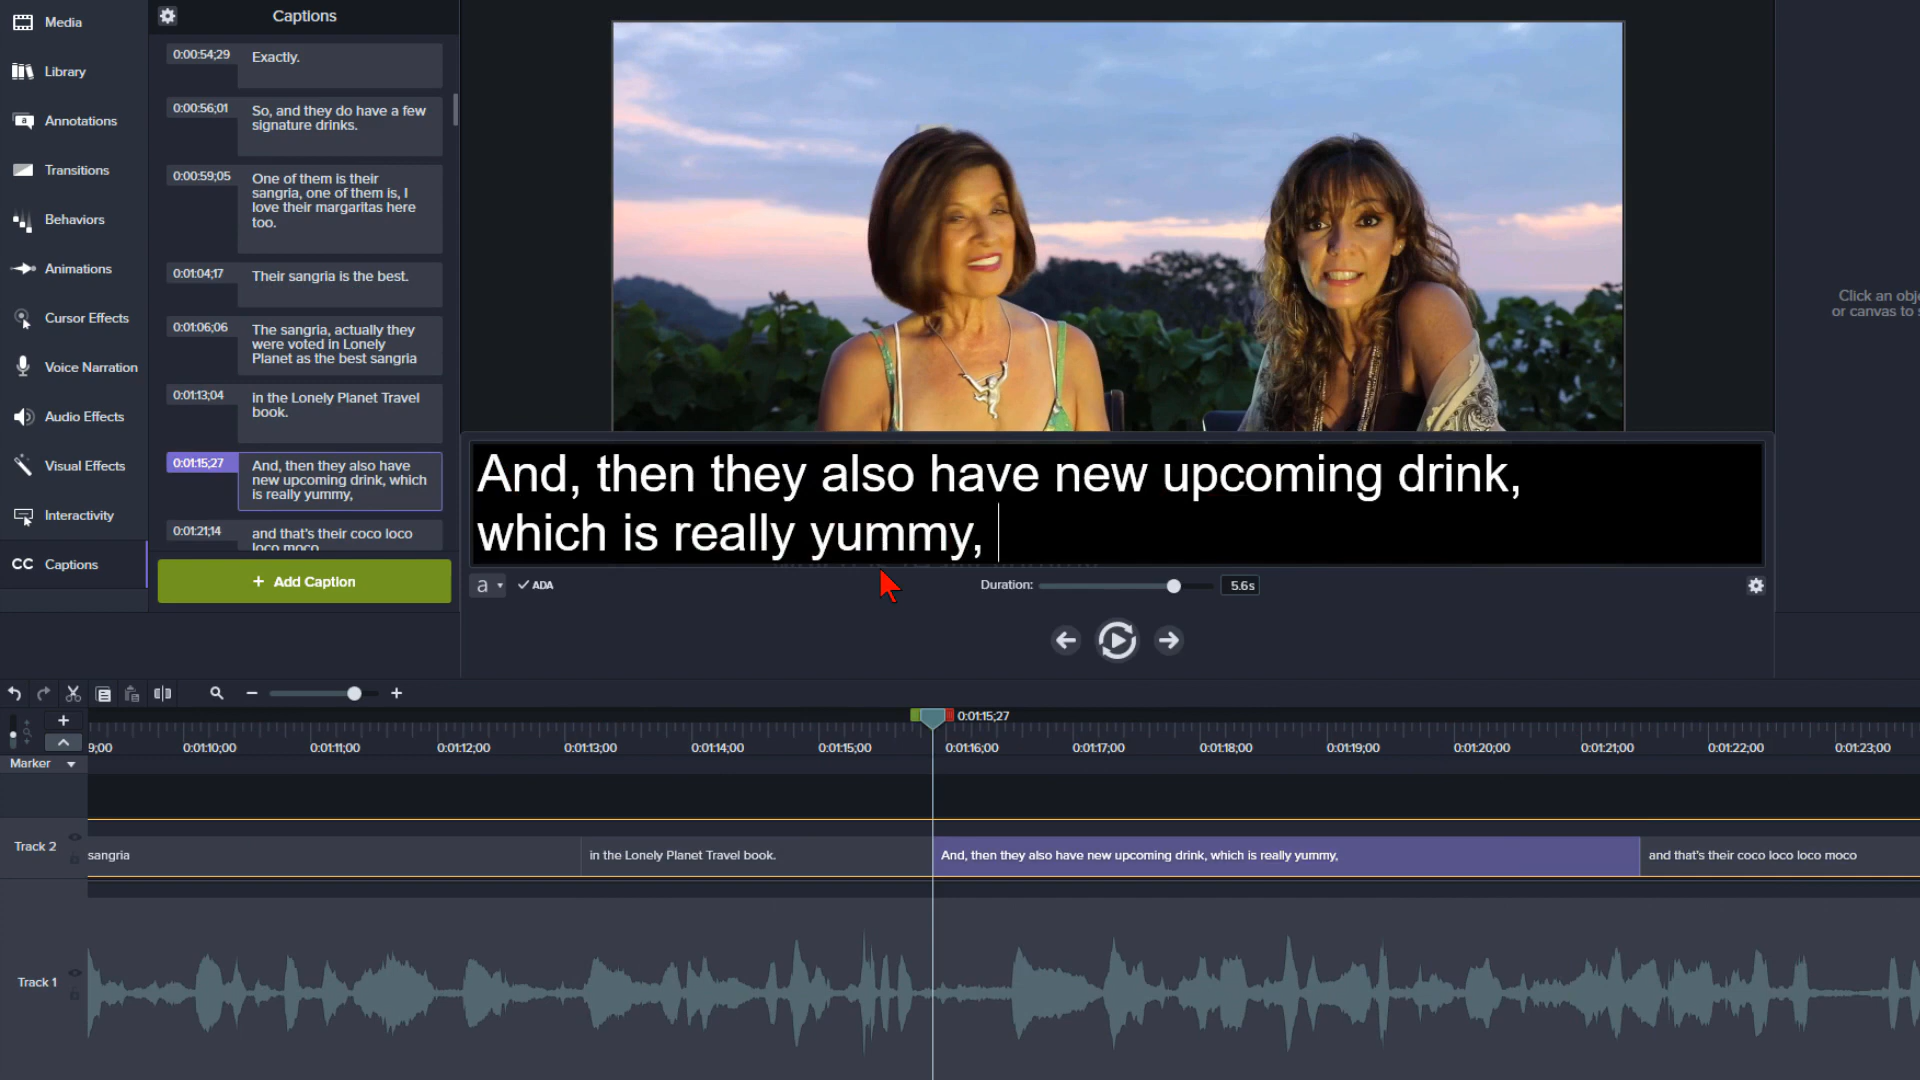 Media
Library
Annotations
Transitions
Behaviors
Animations
Cursor Effects
Voice Narration
Audio Effects
Visual Effects
Interactivity
CC Captions
Captions
0:00:54;29
Exactly.
0:00:56;01
So, and they do have a few
signature drinks.
0:00:59;05
One of them is their
sangria, one of them is, I
love their margaritas here
too.
0:01:04;17
Their sangria is the best.
0:01:06;06
The sangria, actually they
were voted in Lonely
Planet as the best sangria
0:01:13;04
in the Lonely Planet Travel
book.
0:01:15;27
And, then they also have
new upcoming drink, which
is really yummy,
0:01:21;14
and that's their coco loco
loco moco
+ Add Caption
And, then they also have new upcoming drink,
which is really yummy,
a
ADA
Duration:
5.6s
Click an obje
or canvas to s
0:01:15;27
9;00
0:01:10;00
0:01:11;00
0:01:12;00
0:01:13;00
0:01:14;00
0:01:15;00
0:01:16;00
0:01:17;00
0:01:18;00
0:01:19;00
0:01:20;00
0:01:21;00
0:01:22;00
0:01:23;00
Marker
Track 2
sangria
in the Lonely Planet Travel book.
And, then they also have new upcoming drink, which is really yummy,
and that's their coco loco loco moco
Track 1